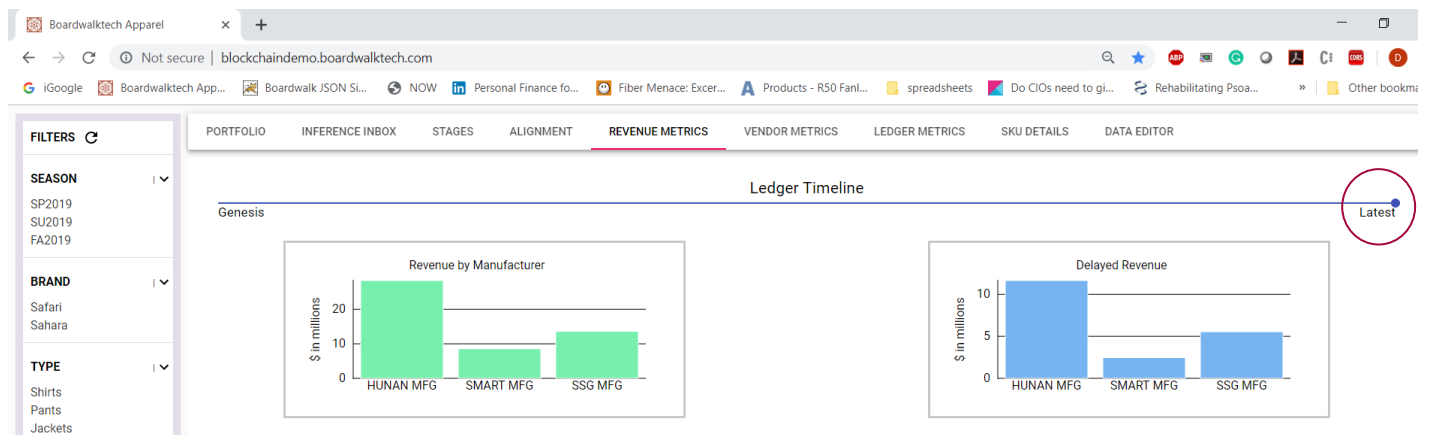 Boardwalktech Apparel
Not secure | blockchaindemo.boardwalktech.com
ABP
G
CORS
D
iGoogle Boardwalktech App... Boardwalk JSON Si... NOW Personal Finance fo... Fiber Menace: Excer... Products - R50 Fanl... spreadsheets Do CIOs need to gi... Rehabilitating Psoa... » Other bookma
FILTERS
PORTFOLIO INFERENCE INBOX STAGES ALIGNMENT REVENUE METRICS VENDOR METRICS LEDGER METRICS SKU DETAILS DATA EDITOR
SEASON
SP2019
SU2019
FA2019
BRAND
Safari
Sahara
TYPE
Shirts
Pants
Jackets
Ledger Timeline
Genesis Latest
Revenue by Manufacturer
$ in millions
20
10
0
HUNAN MFG SMART MFG SSG MFG
Delayed Revenue
$ in millions
10
5
0
HUNAN MFG SMART MFG SSG MFG